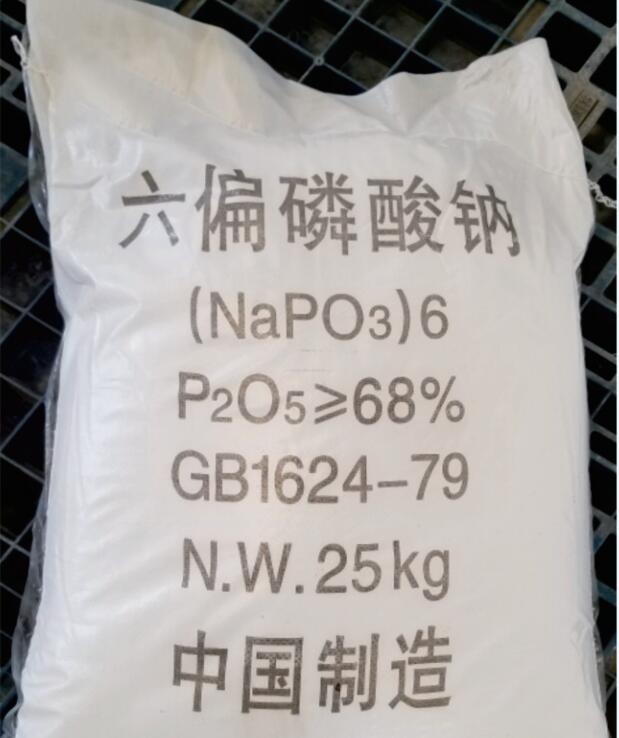 六偏磷酸钠
(NaPO3)6
P2O5≥68%
GB1624-79
N.W.25kg
中国制造